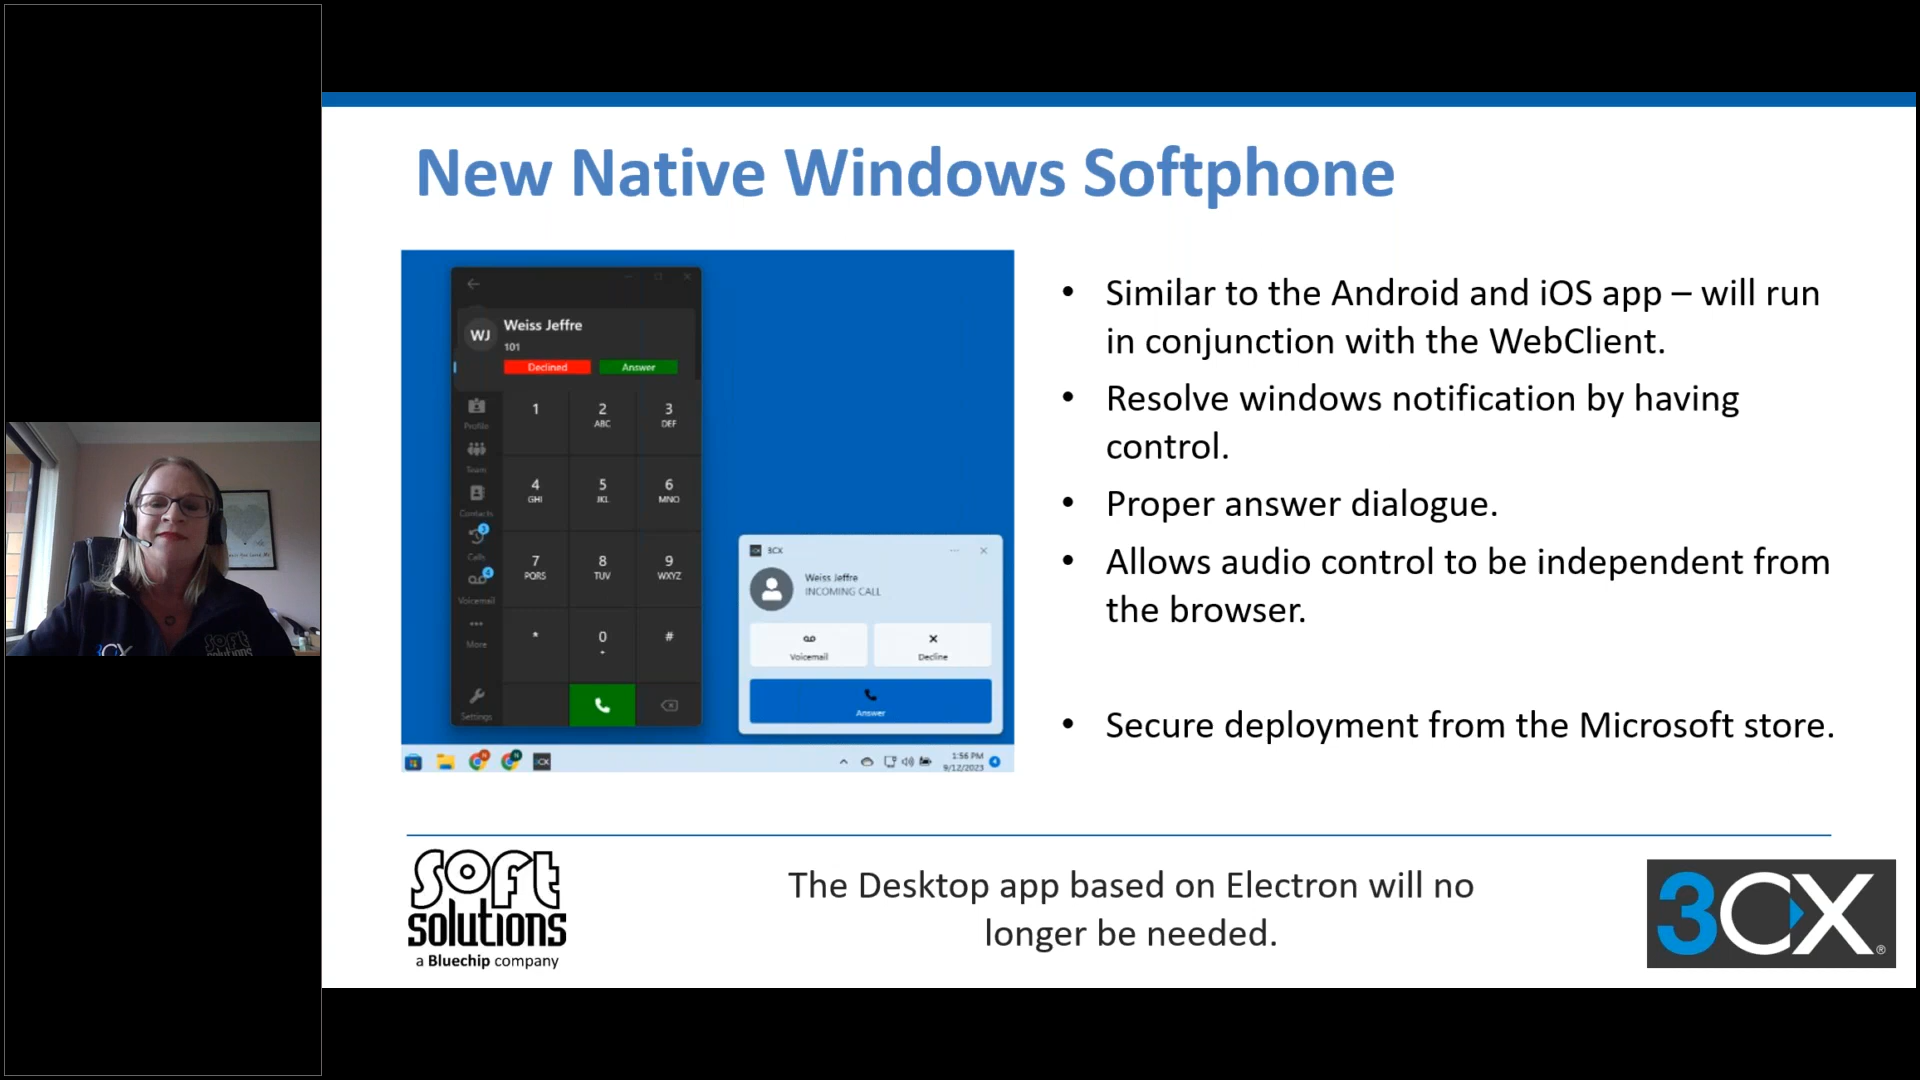 New Native Windows Softphone
WJ
Weiss Jeffre
101
Declined
Answer
Profile
Team
Contacts
3
Calls
4
Voicemail
More
Settings
1
2
ABC
3
DEF
4
GHI
5
JKL
6
MNO
7
PQRS
8
TUV
9
WXYZ
*
0
+
#
3CX
Weiss Jeffre
INCOMING CALL
Voicemail
Decline
Answer
1:56 PM
9/12/2023
4
• Similar to the Android and iOS app – will run
in conjunction with the WebClient.
• Resolve windows notification by having
control.
• Proper answer dialogue.
• Allows audio control to be independent from
the browser.
• Secure deployment from the Microsoft store.
soft
solutions
a Bluechip company
The Desktop app based on Electron will no
longer be needed.
3CX®